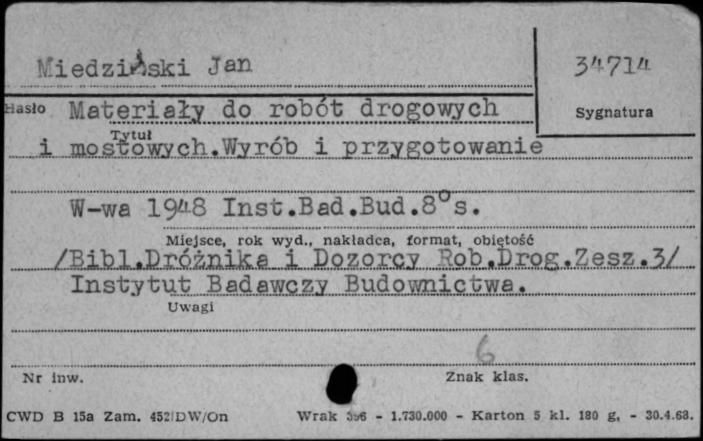 Miedziński Jan
34714
Hasło Materiały do robót drogowych
Sygnatura
Tytuł
i mostowych.Wyrób i przygotowanie
W-wa 1948 Inst.Bad.Bud.8°s.
Miejsce, rok wyd., nakładca, format, objętość
/Bibl.Dróżnika i Dozorcy Rob.Drog.Zesz.3/
Instytut Badawczy Budownictwa.
Uwagi
6
Nr inw.
Znak klas.
CWD B 15a Zam. 452/DW/On Wrak 396 - 1.730.000 - Karton 5 kl. 180 g. - 30.4.68.